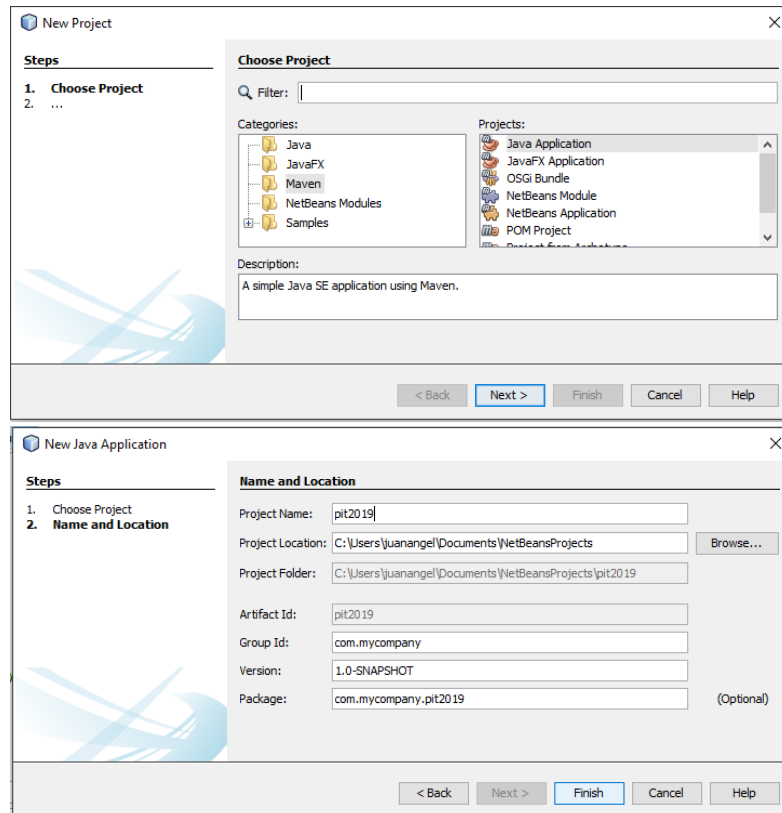 New Project
Steps
1. Choose Project
2. ...
Choose Project
Filter:
Categories:
Java
JavaFX
Maven
NetBeans Modules
Samples
Projects:
Java Application
JavaFX Application
OSGi Bundle
NetBeans Module
NetBeans Application
POM Project
Project from Archetype
Description:
A simple Java SE application using Maven.
< Back Next > Finish Cancel Help
New Java Application
Steps
1. Choose Project
2. Name and Location
Name and Location
Project Name: pit2019
Project Location: C:\Users\juanangel\Documents\NetBeansProjects Browse...
Project Folder: C:\Users\juanangel\Documents\NetBeansProjects\pit2019
Artifact Id: pit2019
Group Id: com.mycompany
Version: 1.0-SNAPSHOT
Package: com.mycompany.pit2019 (Optional)
< Back Next > Finish Cancel Help